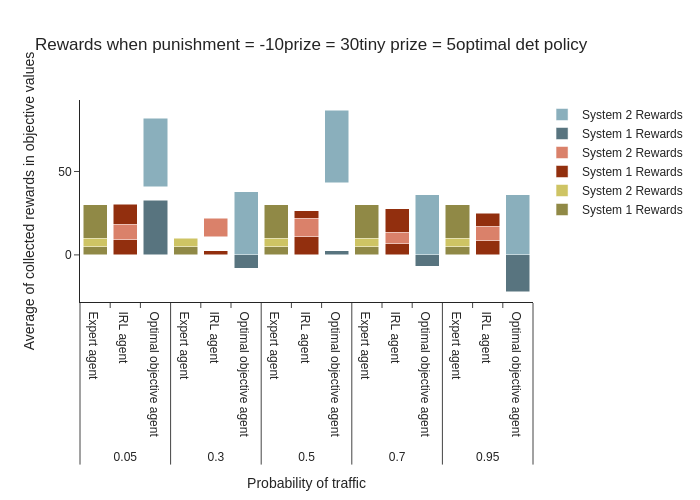 Rewards when punishment = -10prize = 30tiny prize = 5optimal det policy
Average of collected rewards in objective values
50
0
System 2 Rewards
System 1 Rewards
System 2 Rewards
System 1 Rewards
System 2 Rewards
System 1 Rewards
Expert agent
IRL agent
Optimal objective agent
Expert agent
IRL agent
Optimal objective agent
Expert agent
IRL agent
Optimal objective agent
Expert agent
IRL agent
Optimal objective agent
Expert agent
IRL agent
Optimal objective agent
0.05
0.3
0.5
0.7
0.95
Probability of traffic